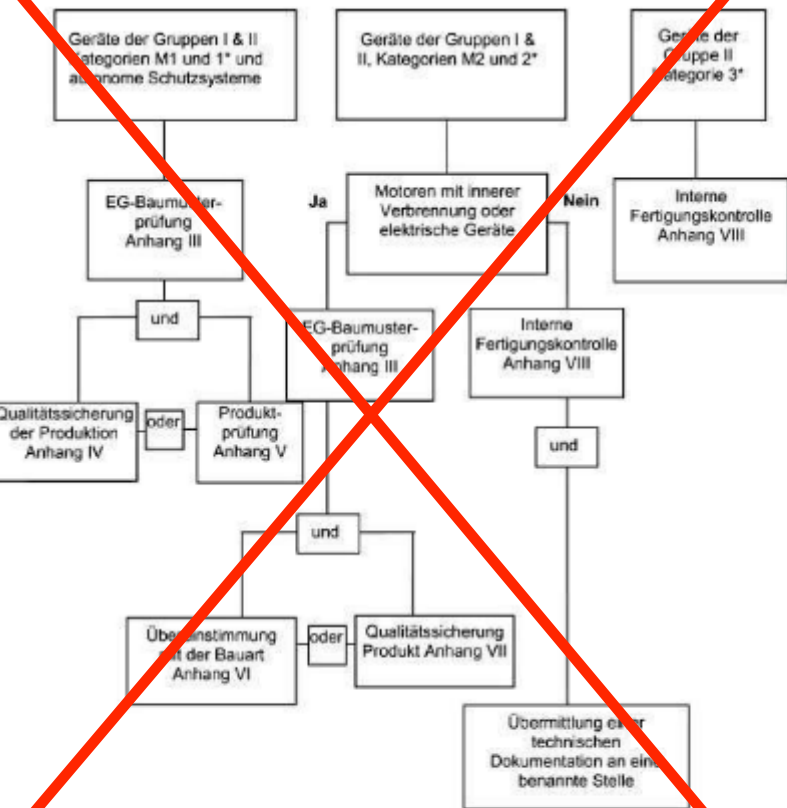 Geräte der Gruppen I & II
Kategorien M1 und 1* und
autonome Schutzsysteme
Geräte der Gruppen I &
II, Kategorien M2 und 2*
Geräte der
Gruppe II
Kategorie 3*
EG-Baumuster-
prüfung
Anhang III
Ja
Motoren mit innerer
Verbrennung oder
elektrische Geräte
Nein
Interne
Fertigungskontrolle
Anhang VIII
und
EG-Baumuster-
prüfung
Anhang III
Interne
Fertigungskontrolle
Anhang VIII
Qualitätssicherung
der Produktion
Anhang IV
oder
Produkt-
prüfung
Anhang V
und
und
Übereinstimmung
mit der Bauart
Anhang VI
oder
Qualitätssicherung
Produkt Anhang VII
Übermittlung einer
technischen
Dokumentation an eine
benannte Stelle